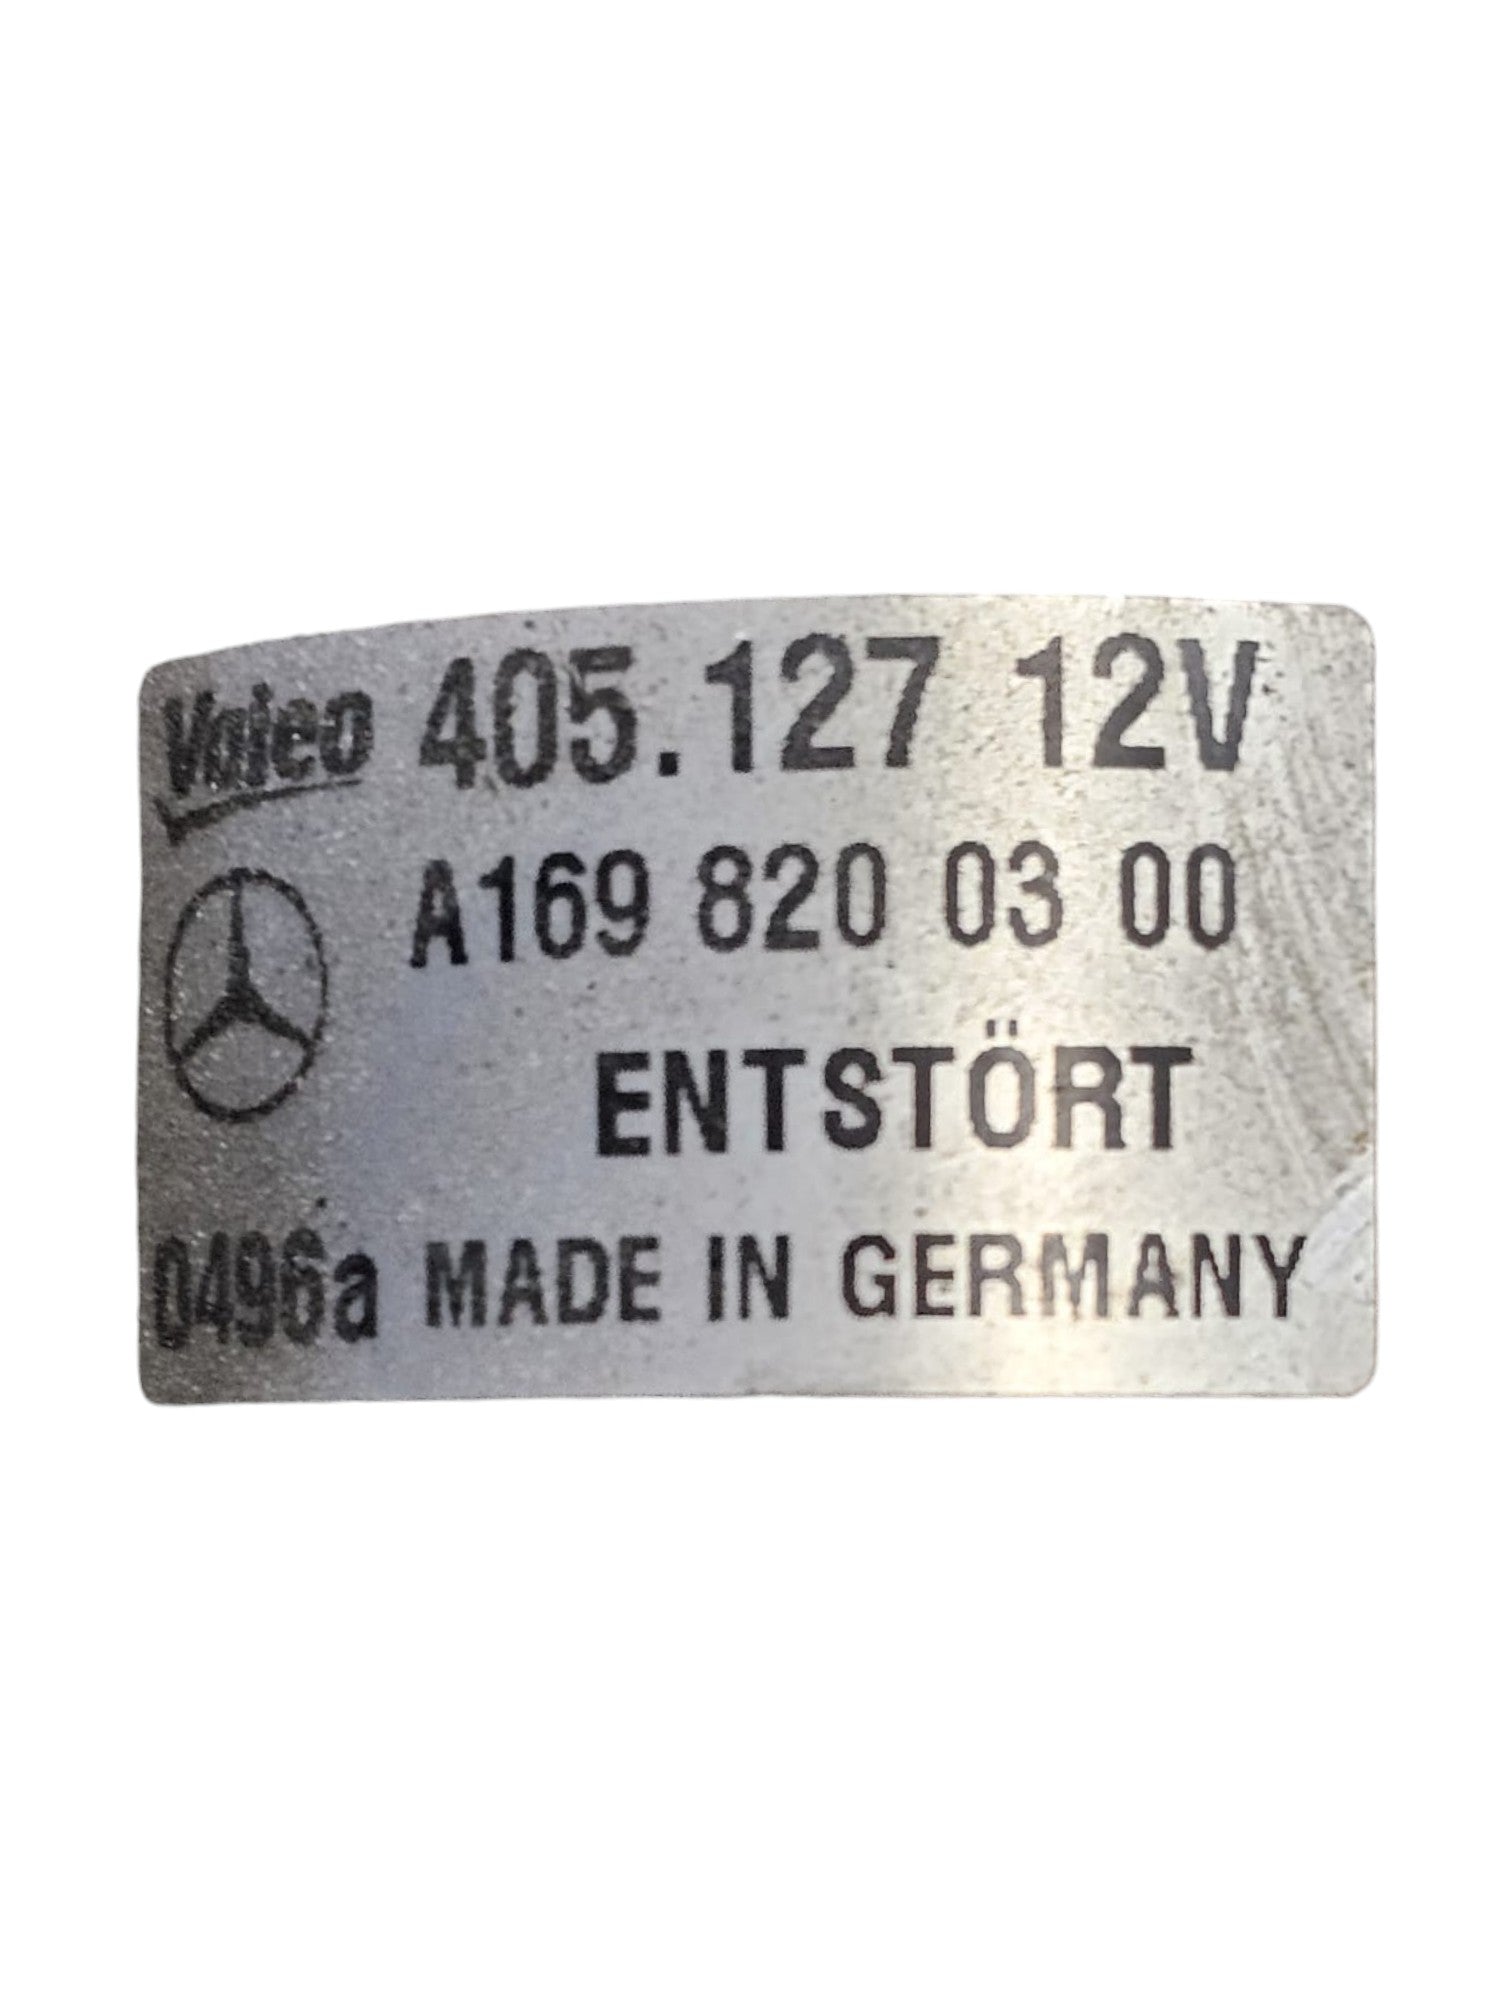 Valeo 405.127 12V
A169 820 03 00
ENTSTÖRT
0496a MADE IN GERMANY